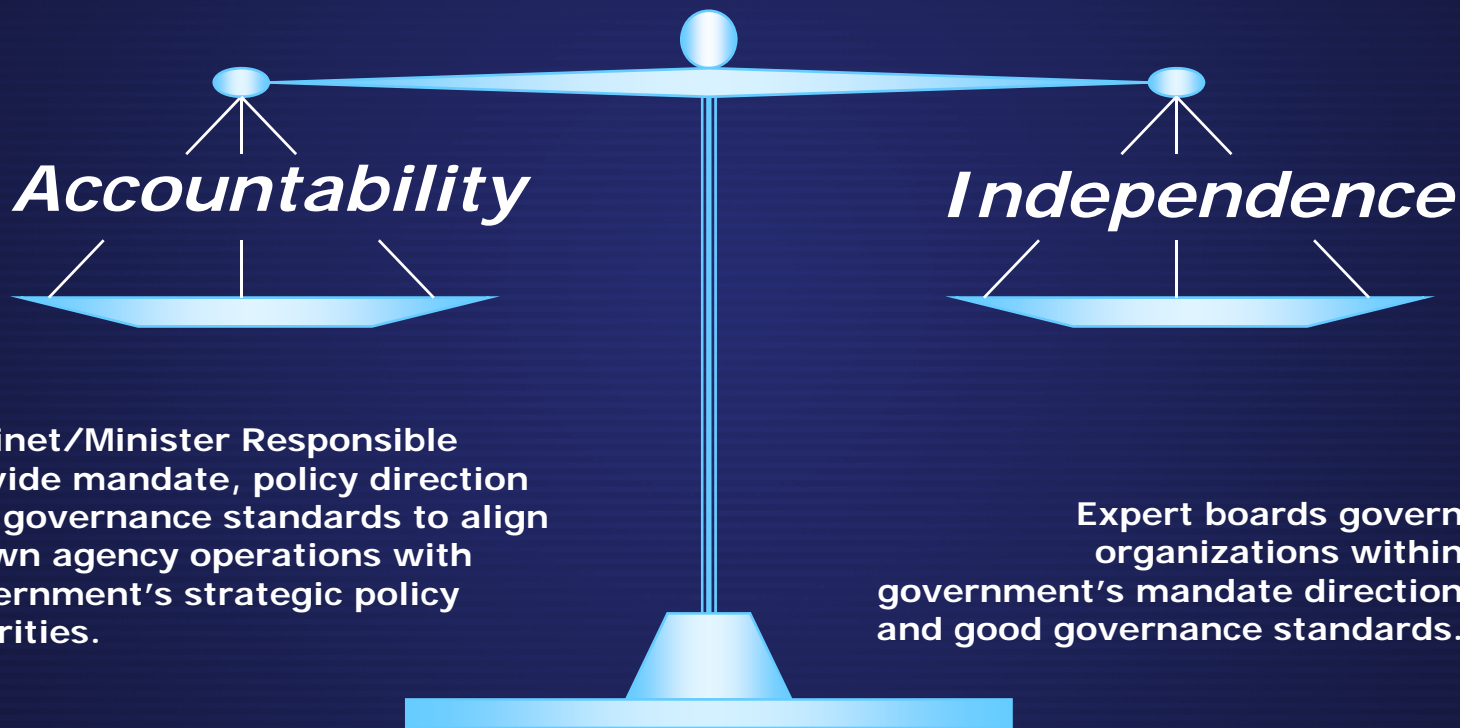 Accountability
Independence
inet/Minister Responsible
vide mandate, policy direction
governance standards to align
wn agency operations with
ernment’s strategic policy
rities.
Expert boards govern
organizations within
government’s mandate direction
and good governance standards.